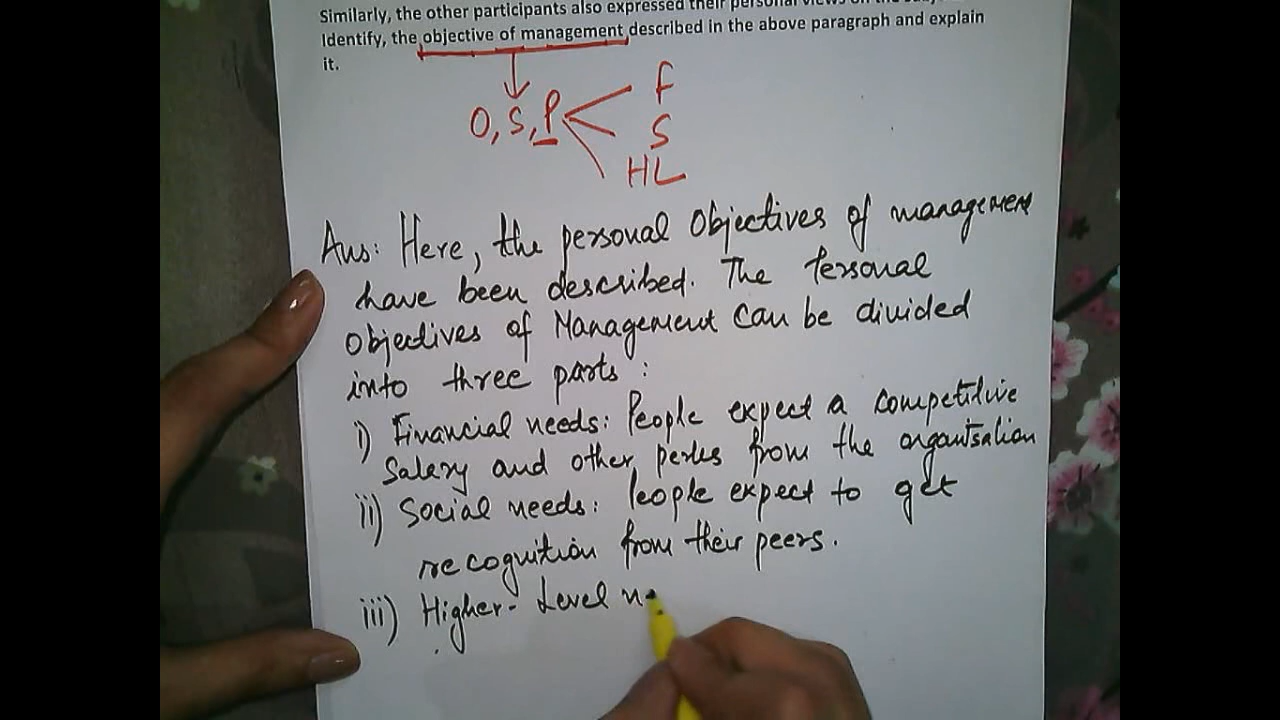 Similarly, the other participants also expressed their personal views on the
Identify, the objective of management described in the above paragraph and explain
it.
F
O, S, P
S
HL
Ans: Here, the personal objectives of management
have been described. The Personal
Objectives of Management can be divided
into three parts :
i) Financial needs: People expect a competitive
salary and other perks from the organisation
ii) Social needs: People expect to get
recognition from their peers.
iii) Higher-Level n